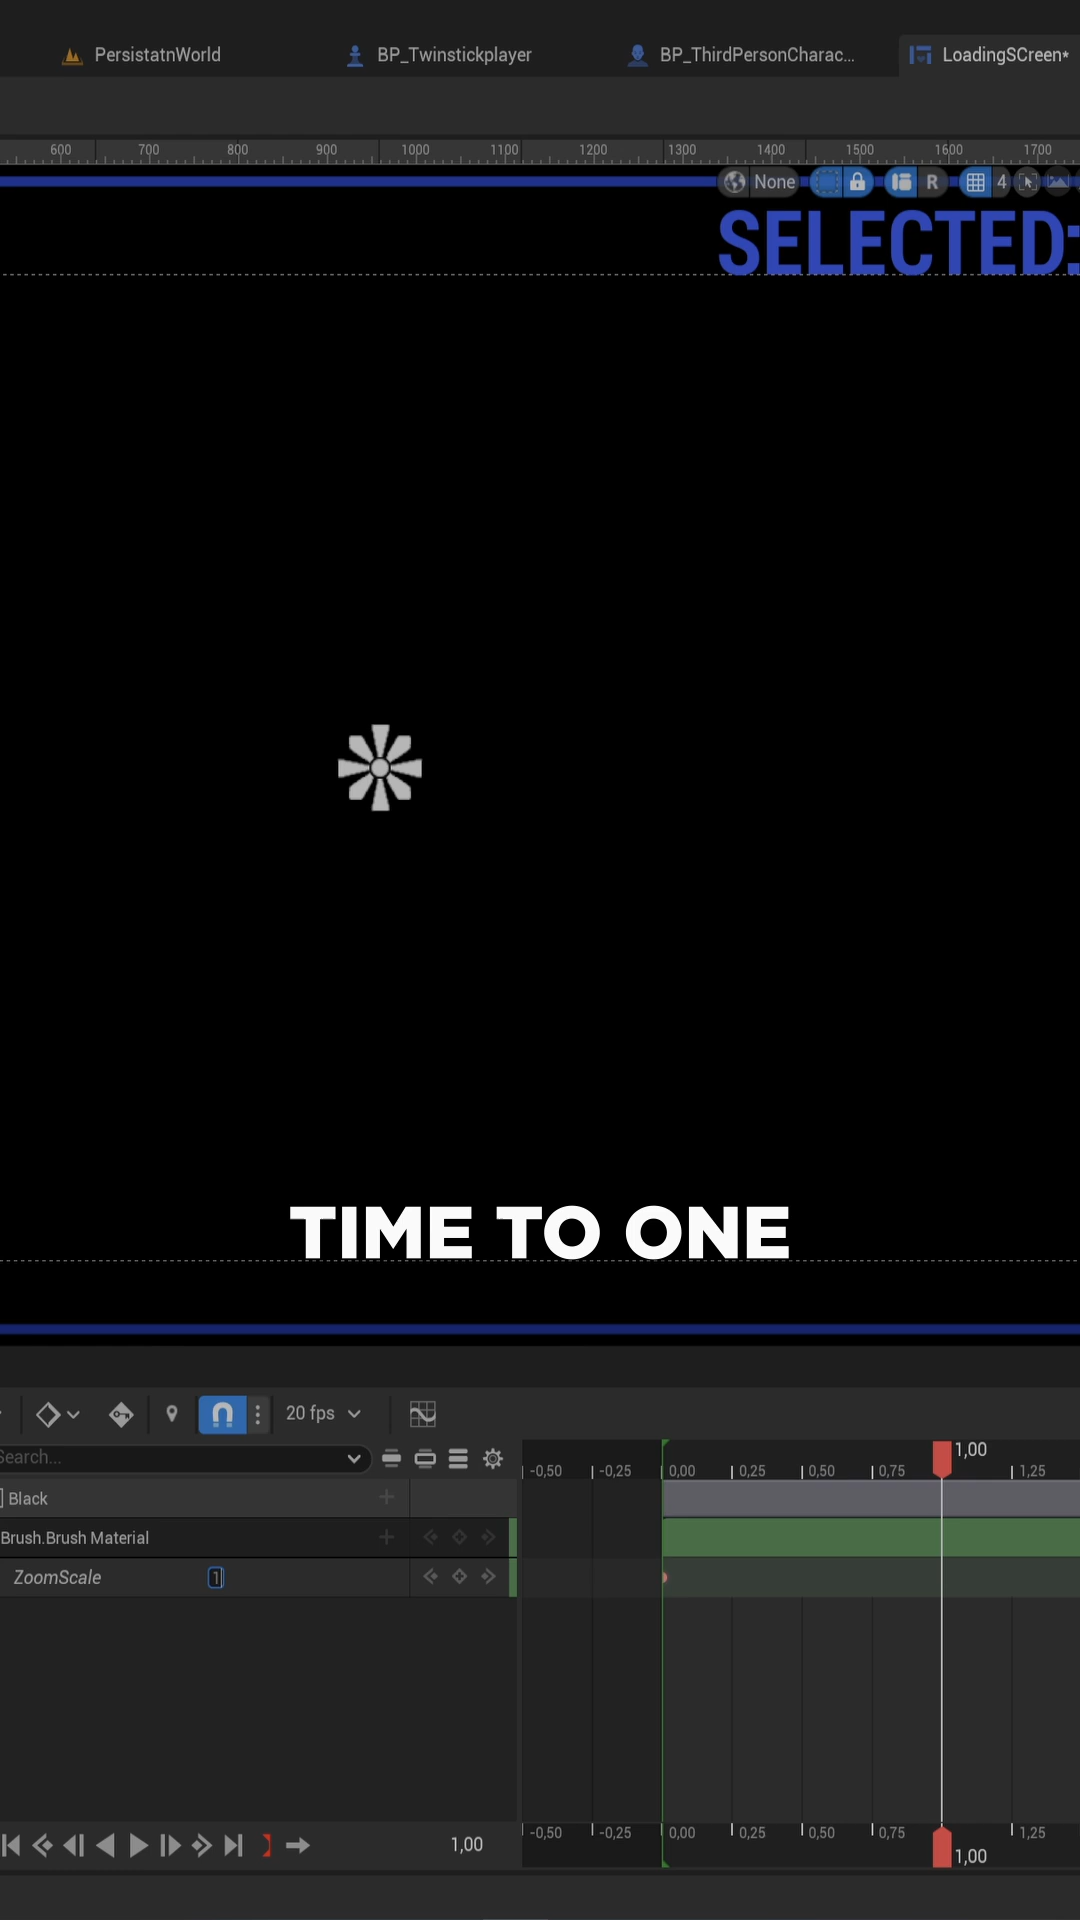 PersistatnWorld
BP_Twinstickplayer
BP_ThirdPersonCharac...
LoadingSCreen*
600 700 800 900 1000 1100 1200 1300 1400 1500 1600 1700
None
R
4
SELECTED:
TIME TO ONE
20 fps
Search...
1,00
-0,50 -0,25 0,00 0,25 0,50 0,75 1,25
Black
Brush.Brush Material
ZoomScale 1
1,00
-0,50 -0,25 0,00 0,25 0,50 0,75 1,25
1,00